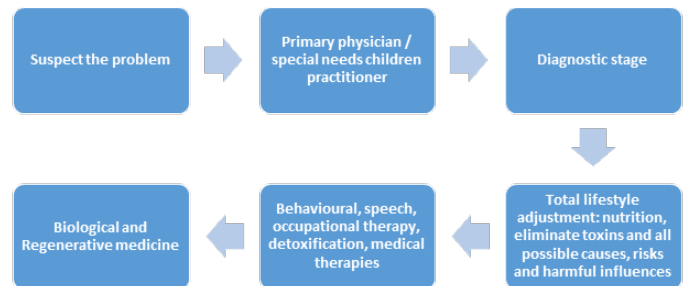 Suspect the problem
Primary physician /
special needs children
practitioner
Diagnostic stage
Total lifestyle
adjustment: nutrition,
eliminate toxins and all
possible causes, risks
and harmful influences
Behavioural, speech,
occupational therapy,
detoxification, medical
therapies
Biological and
Regenerative medicine